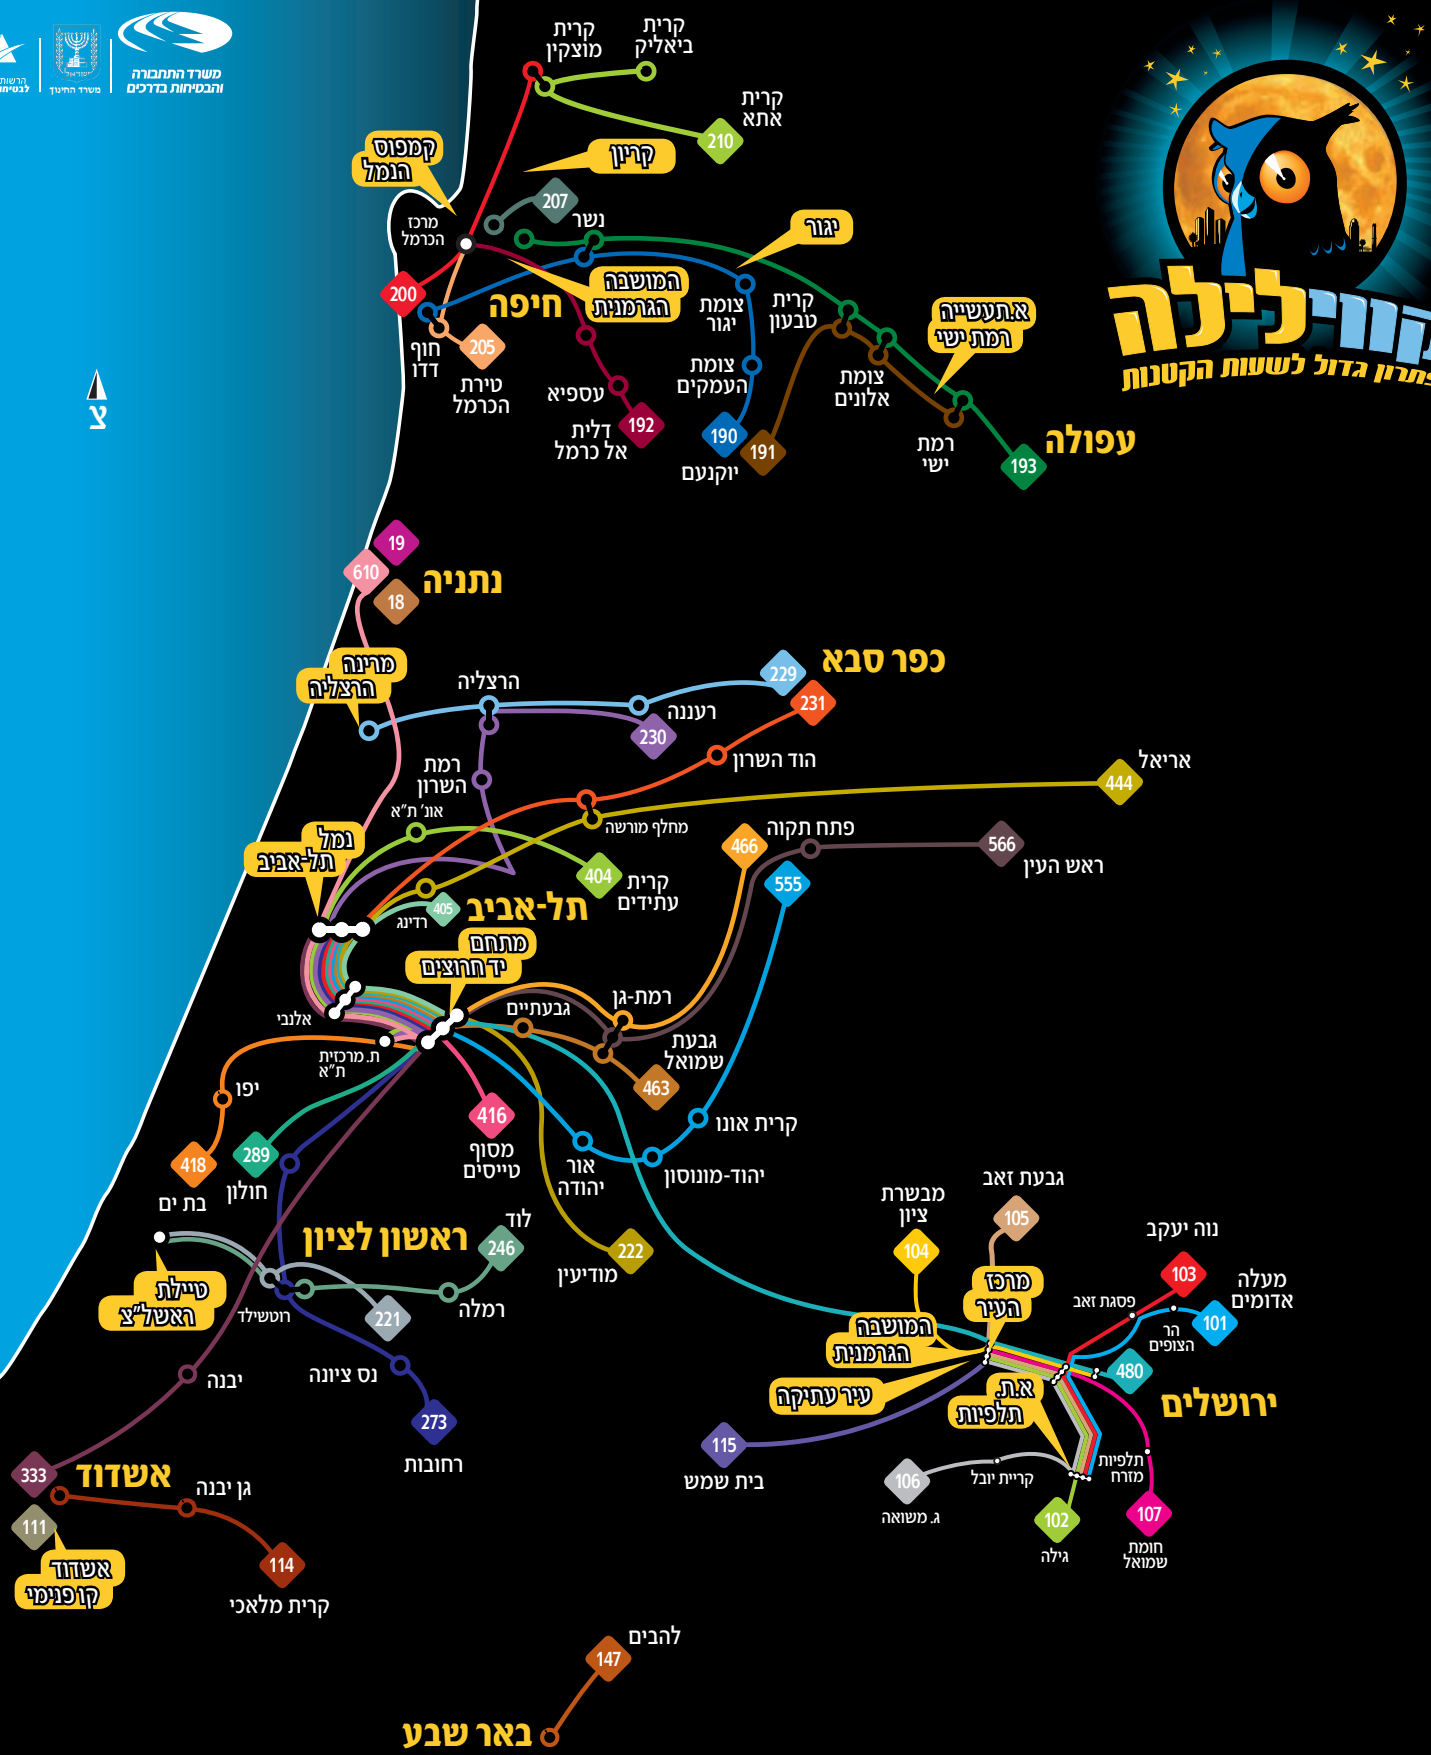 משרד התחבורה
והבטיחות בדרכים
משרד החינוך
קווי לילה
לשעות הקטנות
גדול
קרית
מוצקין
קרית
ביאליק
קרית
אתא
210
קמפוס
הנמל
קריון
מרכז
הכרמל
207
נשר
יגור
200
חיפה
המושבה
הגרמנית
צומת
יגור
קרית
טבעון
א.תעשייה
רמת ישי
חוף
דדו
205
טירת
הכרמל
עספיא
צומת
העמקים
צומת
אלונים
דלית
אל כרמל
192
190
191
יוקנעם
רמת
ישי
193
עפולה
צ
19
610
18
נתניה
מרינה
הרצליה
הרצליה
229
כפר סבא
231
רעננה
230
רמת
השרון
הוד השרון
אריאל
444
אונ' ת"א
מחלף מורשה
נמל
תל-אביב
466
פתח תקוה
566
ראש העין
555
404
קרית
עתידים
405
רדינג
תל-אביב
מתחם
יד חרוצים
אלנבי
גבעתיים
רמת-גן
גבעת
שמואל
463
ת. מרכזית
ת"א
יפו
416
מסוף
טייסים
קרית אונו
אור
יהודה
יהוד-מונוסון
418
בת ים
289
חולון
לוד
246
ראשון לציון
222
מודיעין
טיילת
ראשל"צ
רוטשילד
רמלה
221
יבנה
נס ציונה
273
רחובות
גבעת זאב
105
מבשרת
ציון
104
נוה יעקב
103
מעלה
אדומים
פסגת זאב
הר
הצופים
101
מרכז
העיר
המושבה
הגרמנית
עיר עתיקה
480
ירושלים
א.ת.
תלפיות
115
בית שמש
106
ג. משואה
קריית יובל
תלפיות
מזרח
102
גילה
107
חומת
שמואל
333
אשדוד
גן יבנה
111
אשדוד
קו פנימי
114
קרית מלאכי
להבים
147
באר שבע